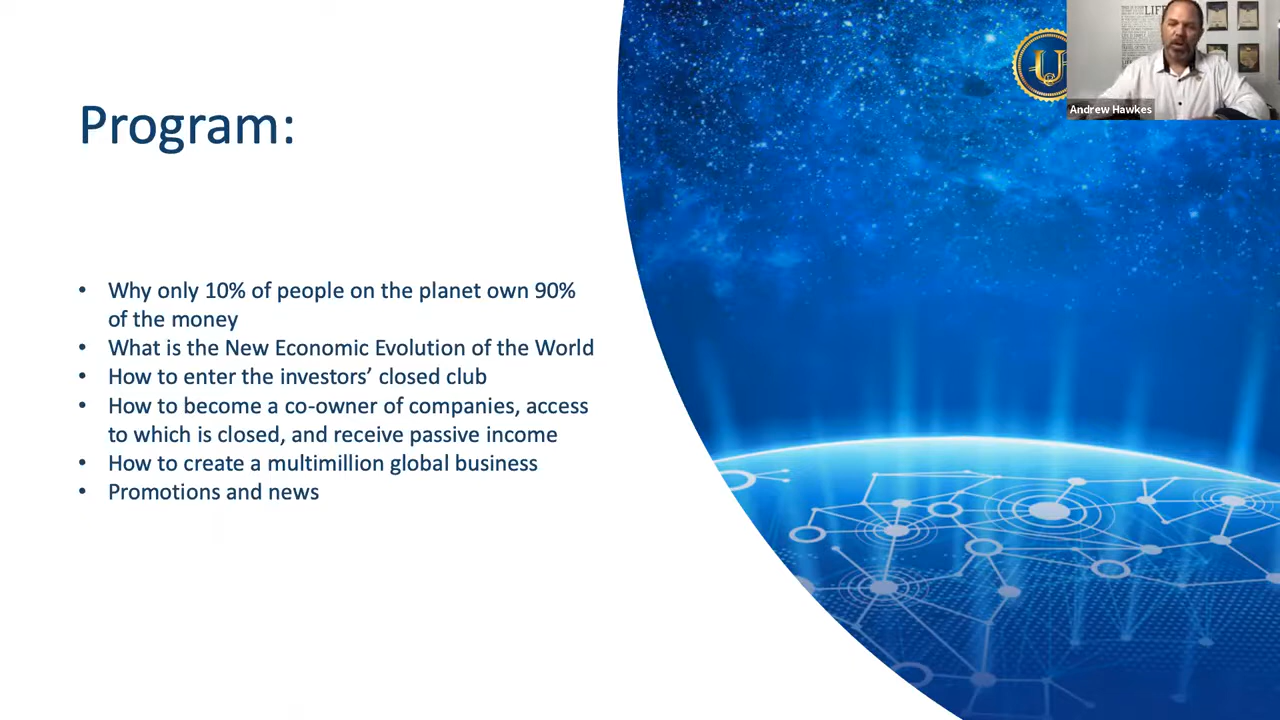 Program:
• Why only 10% of people on the planet own 90%
of the money
• What is the New Economic Evolution of the World
• How to enter the investors’ closed club
• How to become a co-owner of companies, access
to which is closed, and receive passive income
• How to create a multimillion global business
• Promotions and news
U
LIFE
Andrew Hawkes